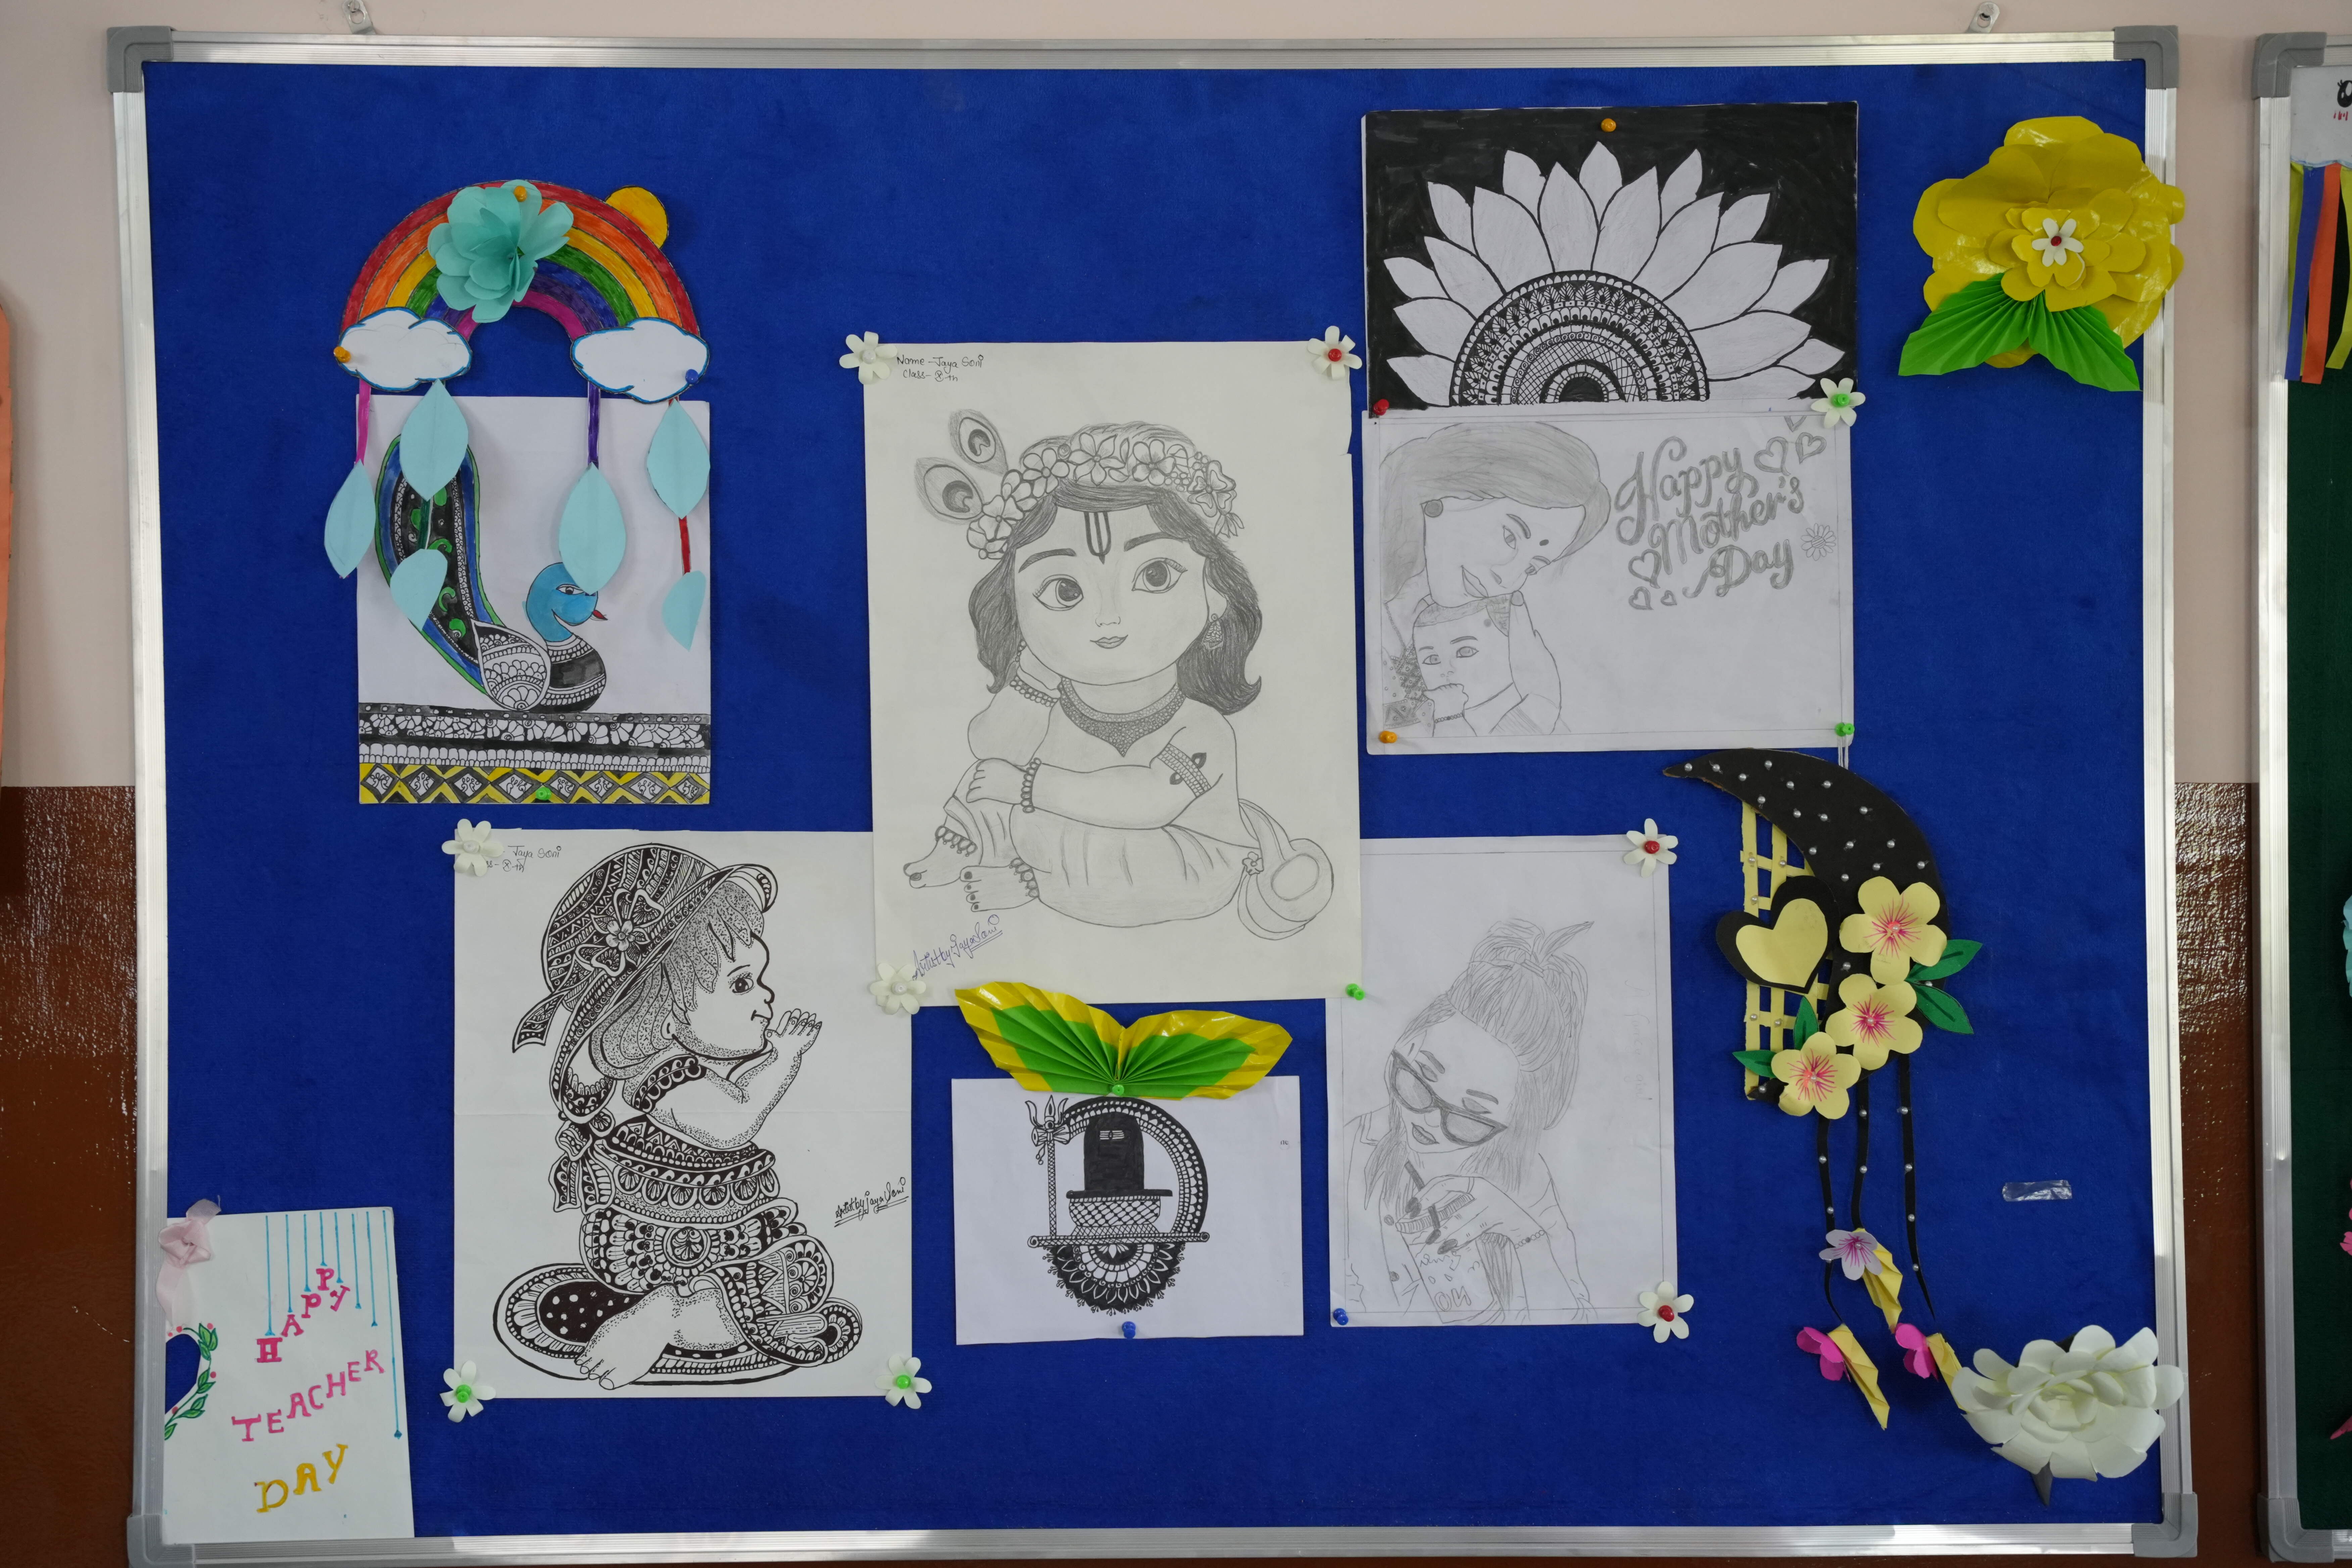 Name - Jaya Soni
Class - 8th
Happy
Mother's
Day
Jaya Soni
8th
Artist by jaya Soni
Artist by jaya Soni
HAPPY
TEACHER
DAY